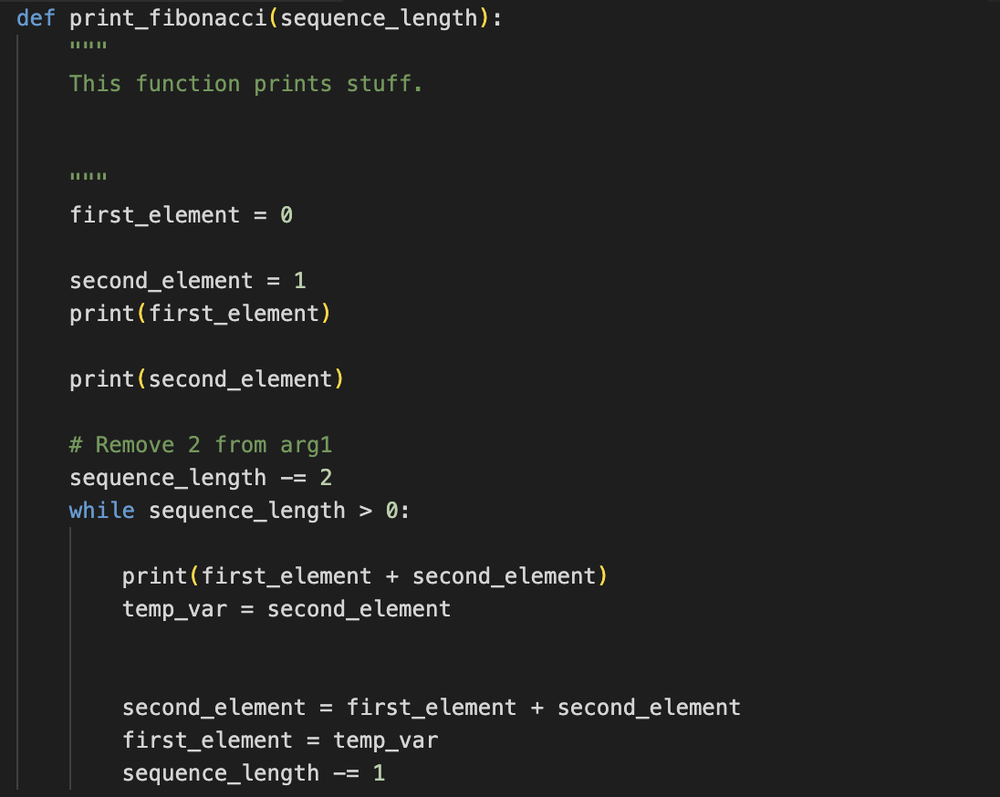 def print_fibonacci(sequence_length):
    """
    This function prints stuff.


    """
    first_element = 0

    second_element = 1
    print(first_element)

    print(second_element)

    # Remove 2 from arg1
    sequence_length -= 2
    while sequence_length > 0:

        print(first_element + second_element)
        temp_var = second_element


        second_element = first_element + second_element
        first_element = temp_var
        sequence_length -= 1